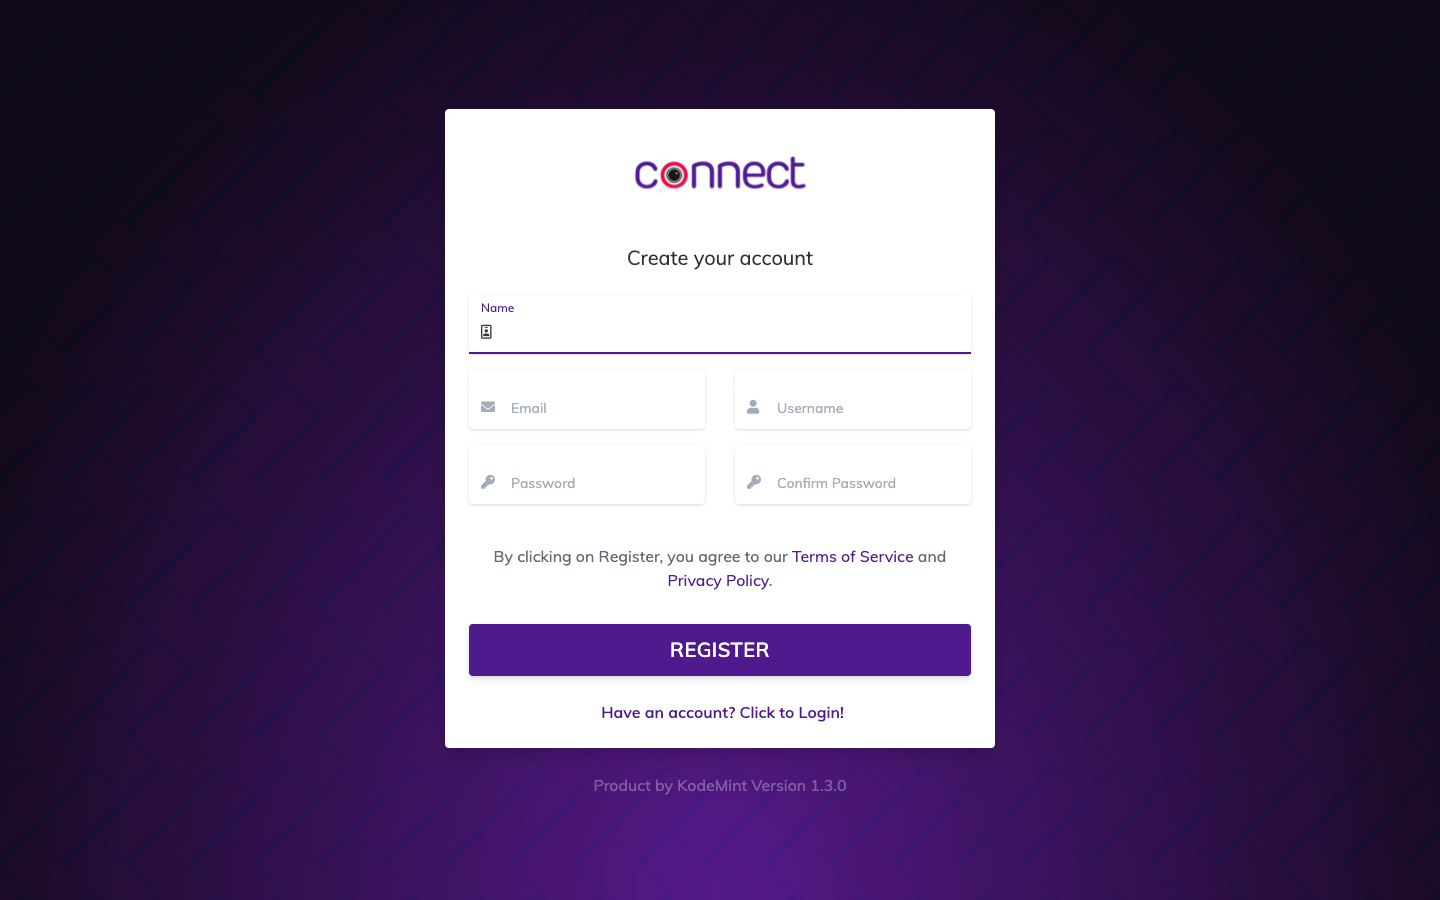 connect
Create your account
Name
Email
Username
Password
Confirm Password
By clicking on Register, you agree to our Terms of Service and
Privacy Policy.
REGISTER
Have an account? Click to Login!
Product by KodeMint Version 1.3.0